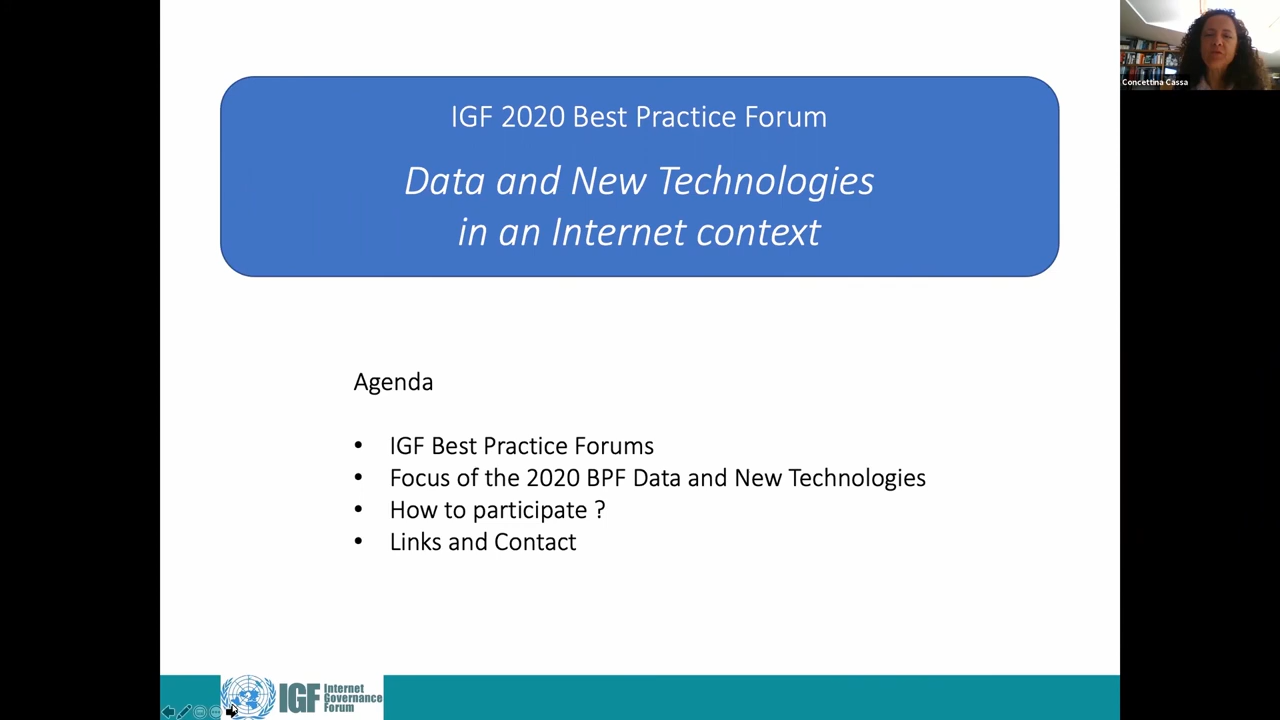 IGF 2020 Best Practice Forum
Data and New Technologies
in an Internet context
Concettina Cassa
Agenda
• IGF Best Practice Forums
• Focus of the 2020 BPF Data and New Technologies
• How to participate ?
• Links and Contact
IGF Internet
Governance
Forum